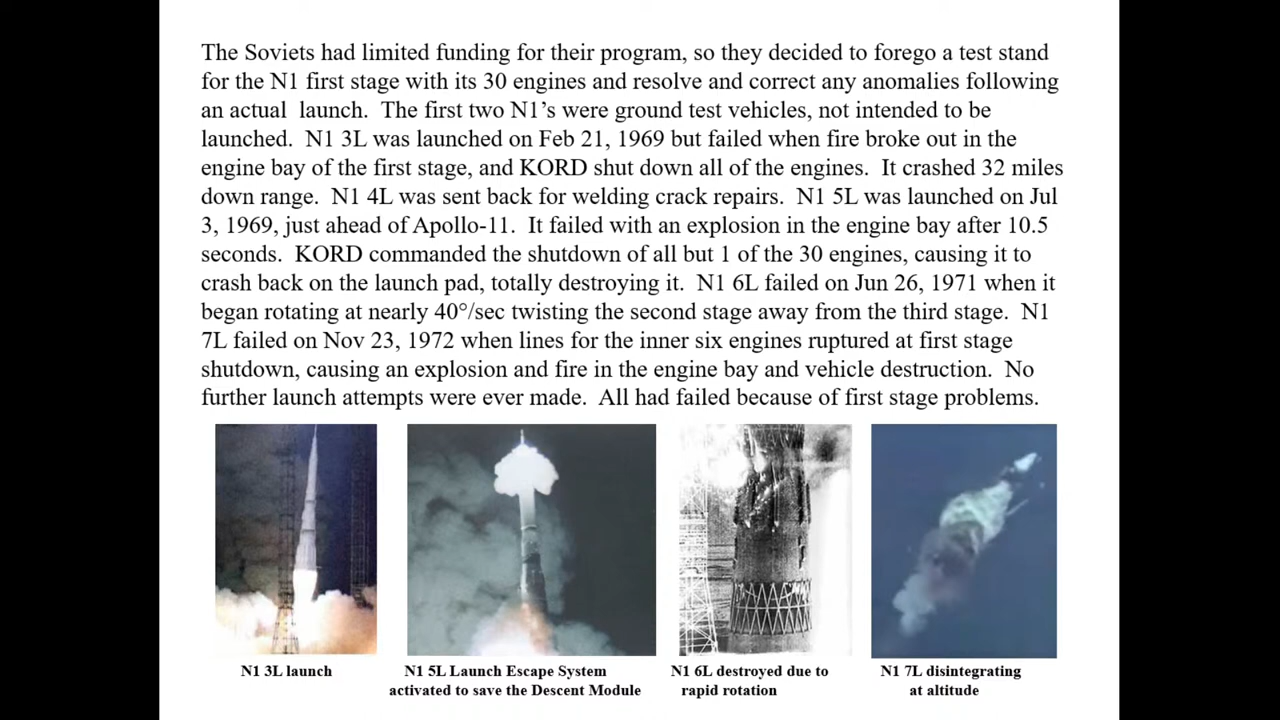 The Soviets had limited funding for their program, so they decided to forego a test stand
for the N1 first stage with its 30 engines and resolve and correct any anomalies following
an actual  launch.  The first two N1’s were ground test vehicles, not intended to be
launched.  N1 3L was launched on Feb 21, 1969 but failed when fire broke out in the
engine bay of the first stage, and KORD shut down all of the engines.  It crashed 32 miles
down range.  N1 4L was sent back for welding crack repairs.  N1 5L was launched on Jul
3, 1969, just ahead of Apollo-11.  It failed with an explosion in the engine bay after 10.5
seconds.  KORD commanded the shutdown of all but 1 of the 30 engines, causing it to
crash back on the launch pad, totally destroying it.  N1 6L failed on Jun 26, 1971 when it
began rotating at nearly 40°/sec twisting the second stage away from the third stage.  N1
7L failed on Nov 23, 1972 when lines for the inner six engines ruptured at first stage
shutdown, causing an explosion and fire in the engine bay and vehicle destruction.  No
further launch attempts were ever made.  All had failed because of first stage problems.
N1 3L launch
N1 5L Launch Escape System
activated to save the Descent Module
N1 6L destroyed due to
rapid rotation
N1 7L disintegrating
at altitude